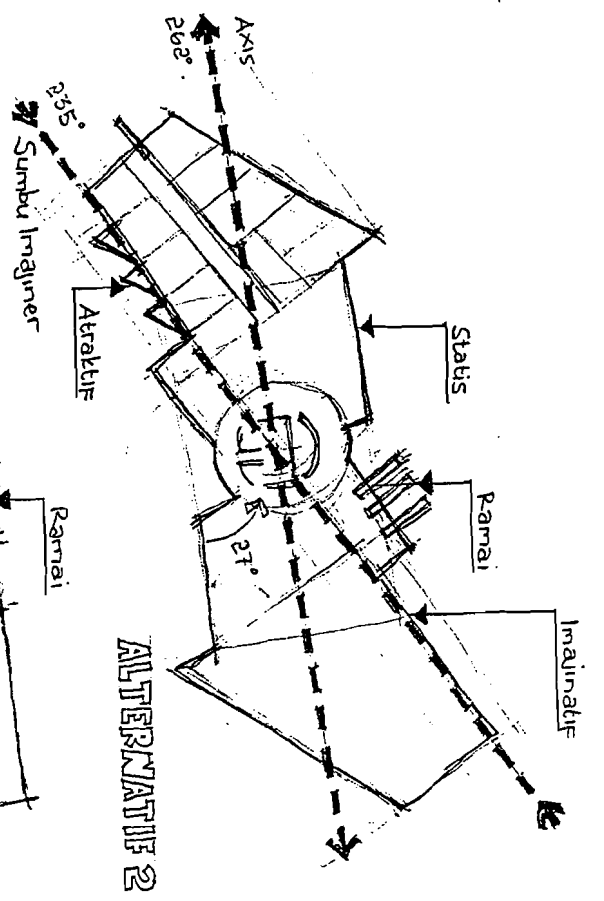 Axis
262°.
235°
Sumbu Imajiner
Atraktif
Statis
Ramai
Imajinatif
27°
Ramai
ALTERNATIF 2